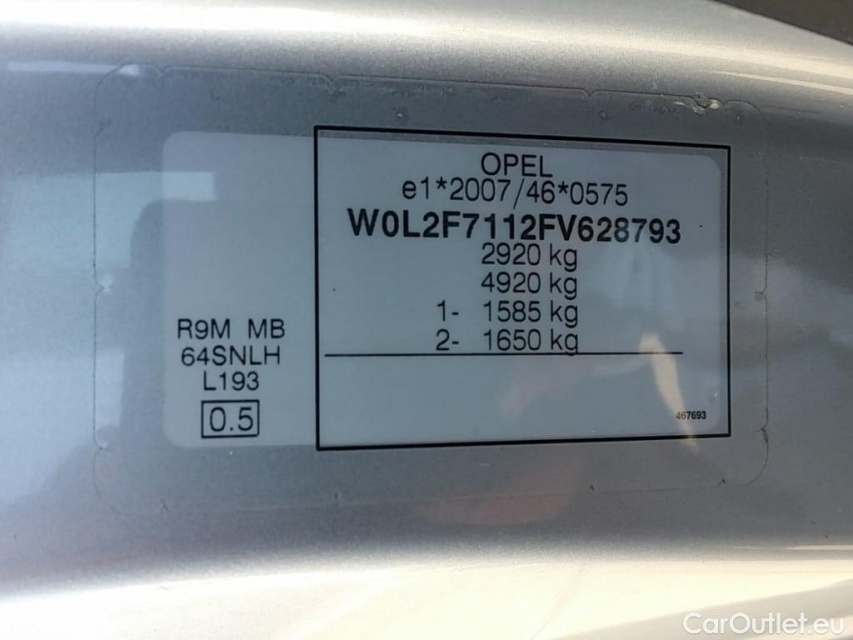 OPEL
e1*2007/46*0575
W0L2F7112FV628793
2920 kg
4920 kg
1- 1585 kg
2- 1650 kg
R9M MB
64SNLH
L193
0.5
467693
CarOutlet.eu